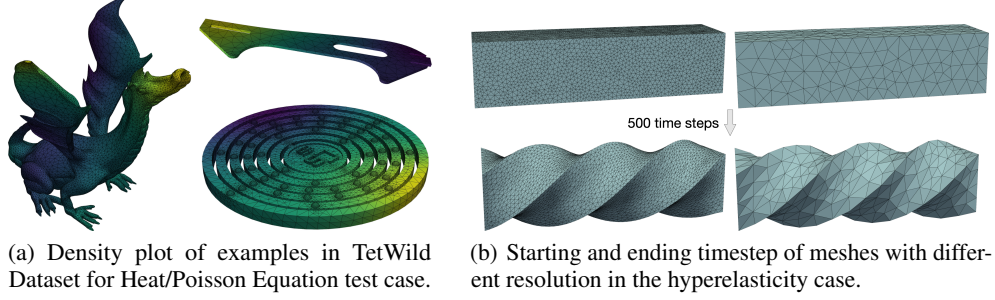 500 time steps
(a) Density plot of examples in TetWild
Dataset for Heat/Poisson Equation test case.
(b) Starting and ending timestep of meshes with differ-
ent resolution in the hyperelasticity case.